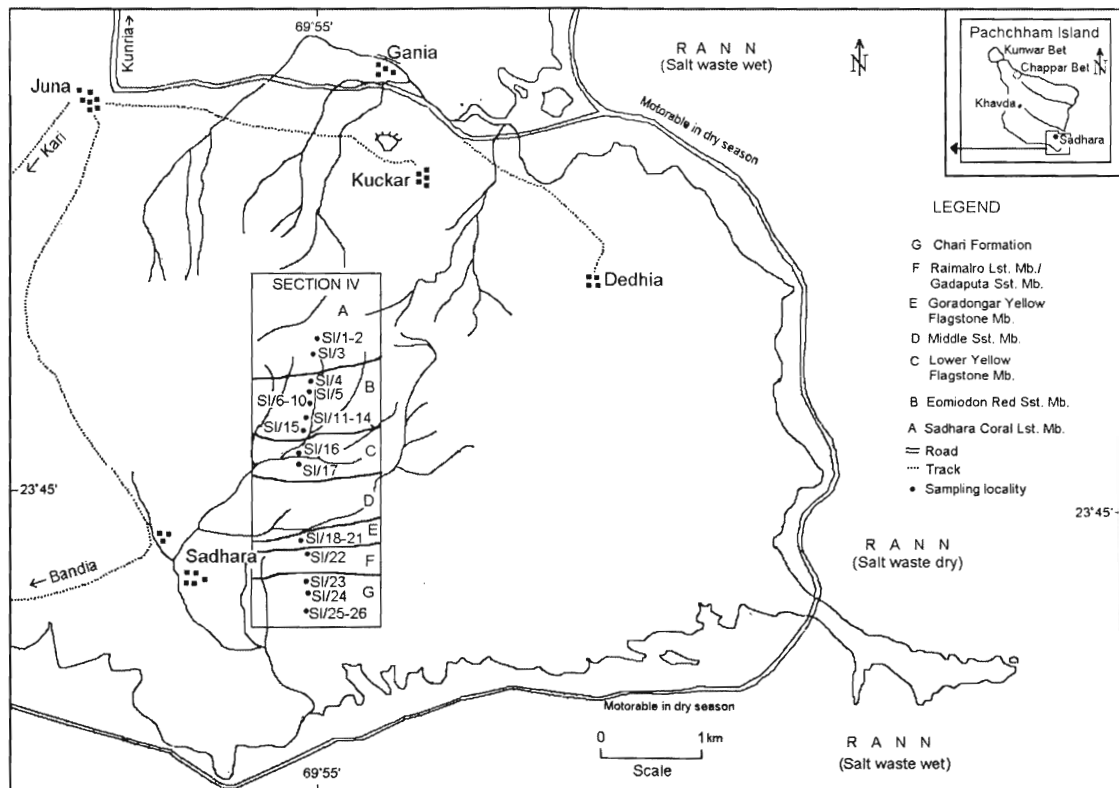 69°55'
Kunria→
Gania
R A N N
(Salt waste wet)
N
Pachchham Island
Kunwar Bet
Chappar Bet
N
Khavda
Sadhara
Juna
← Kari
Motorable in dry season
Kuckar
Dedhia
LEGEND
G Chari Formation
F Raimalro Lst. Mb./
Gadaputa Sst. Mb.
E Goradongar Yellow
Flagstone Mb.
D Middle Sst. Mb.
C Lower Yellow
Flagstone Mb.
B Eomiodon Red Sst. Mb.
A Sadhara Coral Lst. Mb.
Road
Track
Sampling locality
SECTION IV
A
SI/1-2
SI/3
SI/4
B
SI/5
SI/6-10
SI/11-14
SI/15
SI/16
C
SI/17
D
E
SI/18-21
SI/22
F
SI/23
G
SI/24
SI/25-26
23°45'
23°45'
Sadhara
← Bandia
R A N N
(Salt waste dry)
Motorable in dry season
0 1km
Scale
R A N N
(Salt waste wet)
69°55'